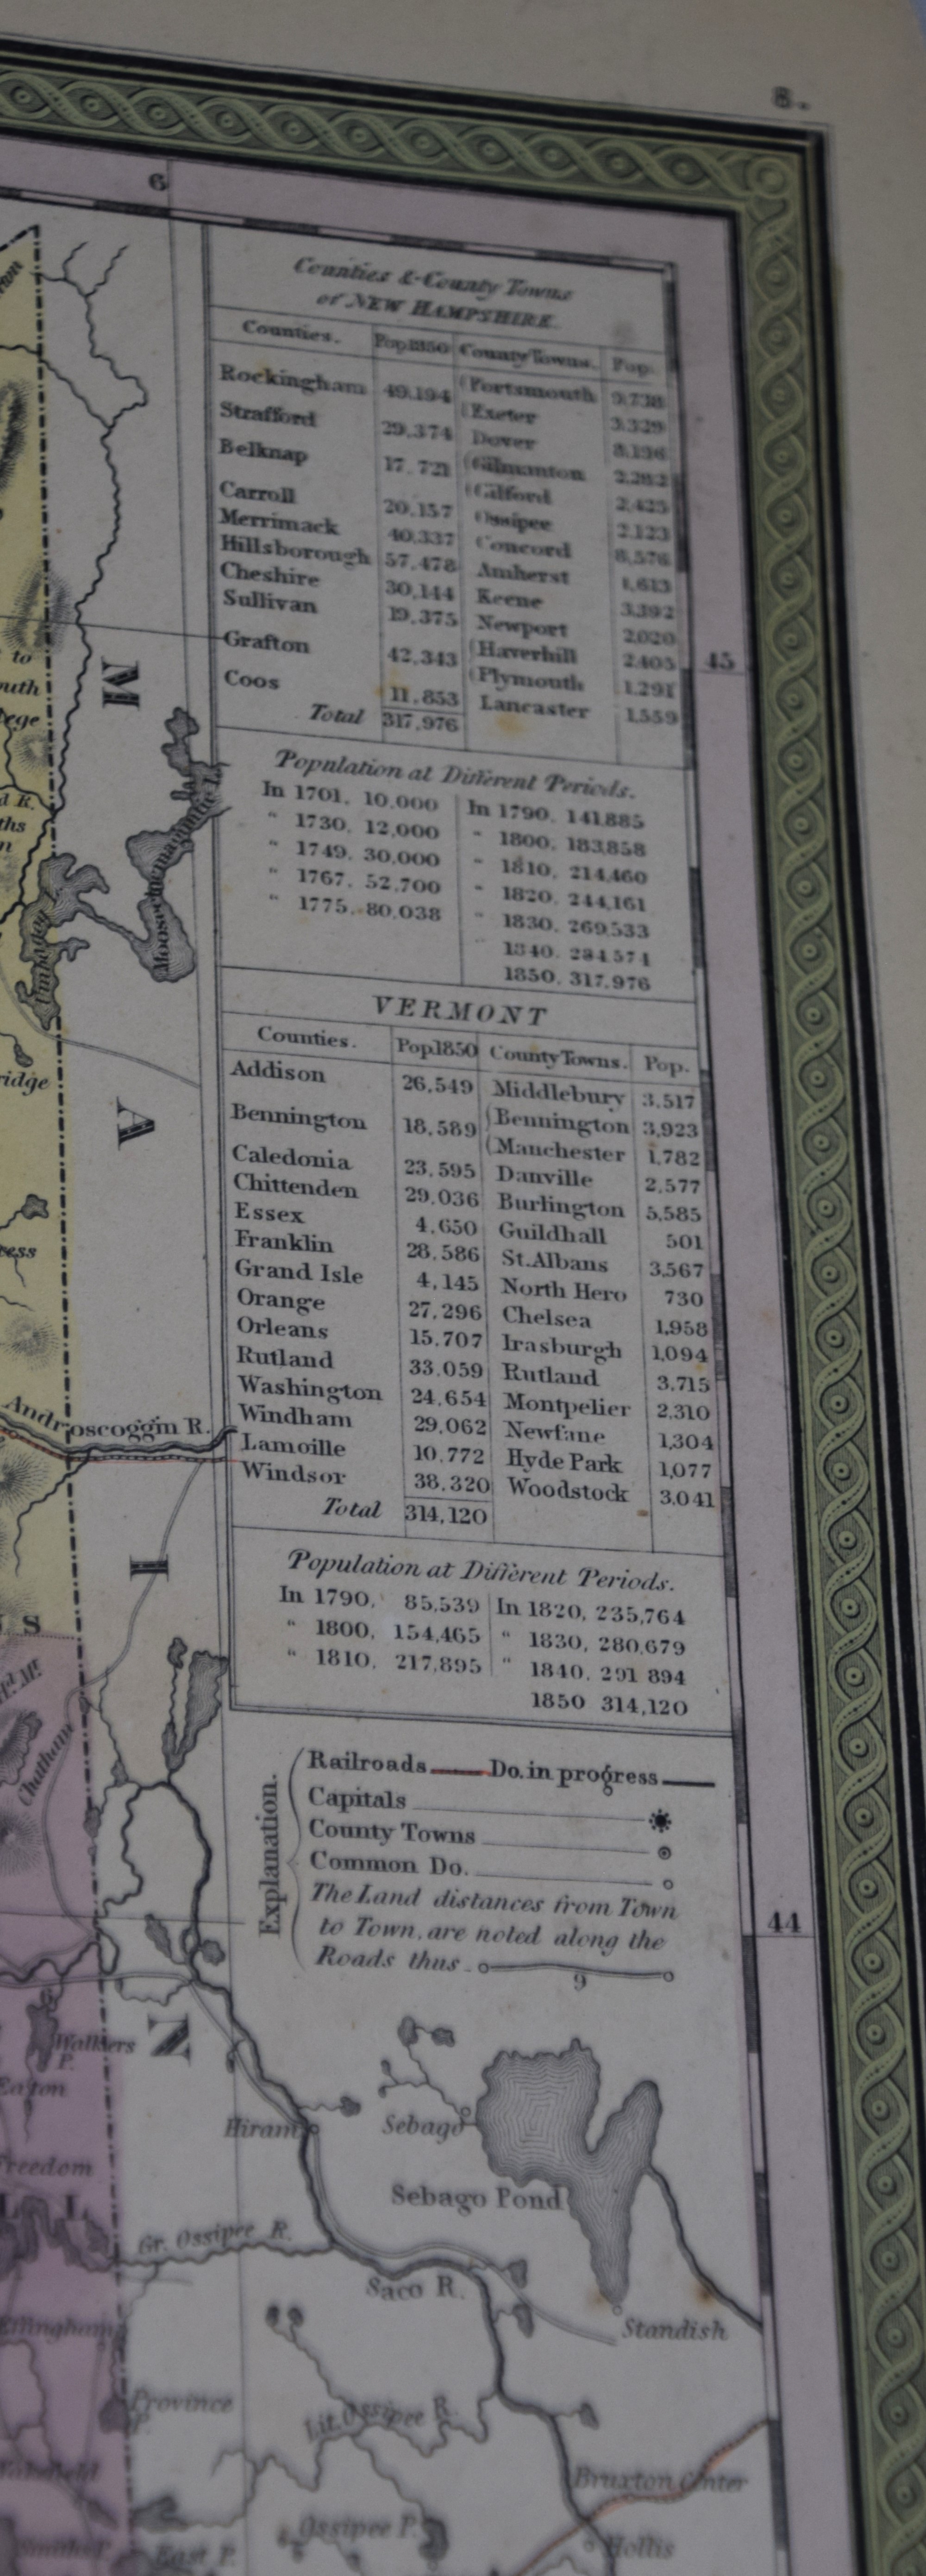 8.
6
Counties & County Towns
of NEW HAMPSHIRE.
Counties. Pop.1850 County Towns. Pop.
Rockingham 49.194 (Portsmouth 9.738
(Exeter 3.329
Strafford 29.374 Dover 8.196
Belknap 17.721 (Gilmanton 3.282
(Gilford 2,425
Carroll 20.157 Ossipee 2.123
Merrimack 40.337 Concord 8,576
Hillsborough 57.478 Amherst 1,613
Cheshire 30,144 Keene 3.392
Sullivan 19.375 Newport 2.020
Grafton 42.343 (Haverhill 2405
(Plymouth 1.291
Coos 11.853 Lancaster 1,559
Total 317.976
45
Population at Different Periods.
In 1701. 10,000 In 1790. 141,885
" 1730. 12,000 " 1800. 183,858
" 1749. 30,000 " 1810. 214,460
" 1767. 52,700 " 1820. 244,161
" 1775. 80,038 " 1830. 269,533
" 1840. 284,574
1850. 317.976
VERMONT
Counties. Pop.1850 County Towns. Pop.
Addison 26,549 Middlebury 3.517
Bennington 18,589 (Bennington 3,923
(Manchester 1,782
Caledonia 23,595 Danville 2,577
Chittenden 29,036 Burlington 5,585
Essex 4,650 Guildhall 501
Franklin 28,586 St.Albans 3,567
Grand Isle 4,145 North Hero 730
Orange 27,296 Chelsea 1,958
Orleans 15,707 Irasburgh 1,094
Rutland 33,059 Rutland 3,715
Washington 24,654 Montpelier 2,310
Windham 29,062 Newfane 1,304
Lamoille 10,772 Hyde Park 1,077
Windsor 38,320 Woodstock 3.041
Total 314,120
Population at Different Periods.
In 1790, 85,539 In 1820, 235,764
" 1800, 154,465 " 1830, 280,679
" 1810, 217,895 " 1840, 291 894
1850 314,120
Explanation.
Railroads Do. in progress
Capitals
County Towns
Common Do.
The Land distances from Town
to Town, are noted along the
Roads thus
9
44
M
A
I
N
to
Umbagog
Androscoggin R.
Chatham
Walkers
P.
Eaton
Freedom
Hiram
Sebago
Sebago Pond
Gr. Ossipee R.
Saco R.
Standish
Effingham
Province
P.
Lit. Ossipee R.
Buxton Center
Ossipee P.
Hollis
East P.